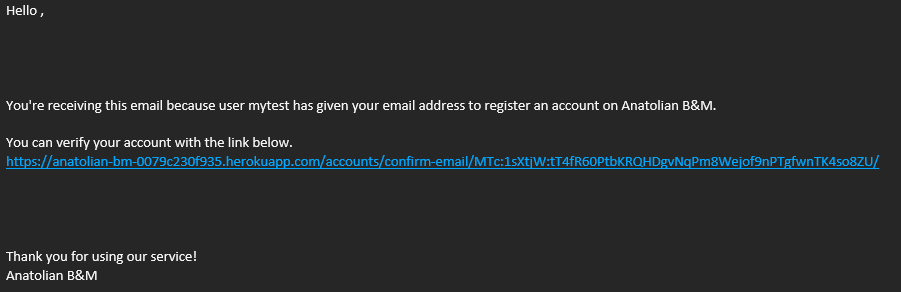 Hello ,
You're receiving this email because user mytest has given your email address to register an account on Anatolian B&M.
You can verify your account with the link below.
https://anatolian-bm-0079c230f935.herokuapp.com/accounts/confirm-email/MTc:1sXtjW:tT4fR60PtbKRQHDgvNqPm8Wejof9nPTgfwnTK4so8ZU/
Thank you for using our service!
Anatolian B&M